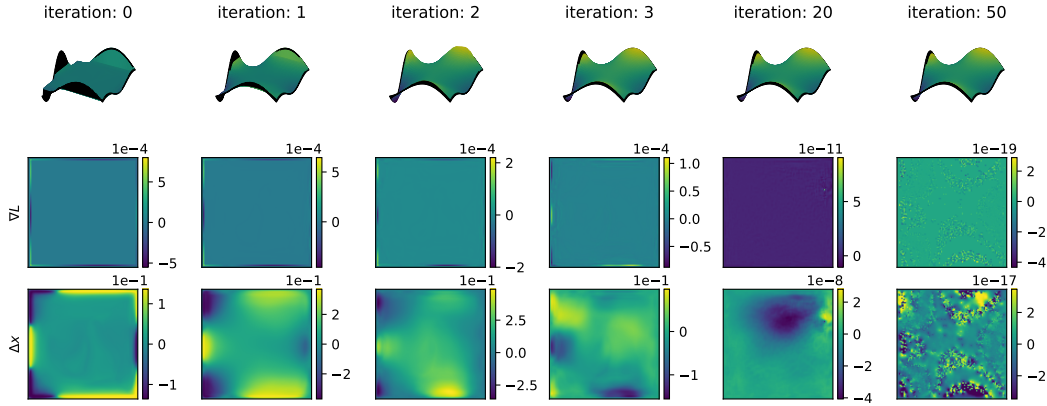 iteration: 0 iteration: 1 iteration: 2 iteration: 3 iteration: 20 iteration: 50
1e−4 1e−4 1e−4 1e−4 1e−11 1e−19
∇L
5 0 −5
5 0
2 0 −2
1.0 0.5 0.0 −0.5
5 0
2 0 −2 −4
1e−1 1e−1 1e−1 1e−1 1e−8 1e−17
Δx
1 0 −1
0 −2
2.5 0.0 −2.5
0 −1
2 0 −2 −4
2 0 −2